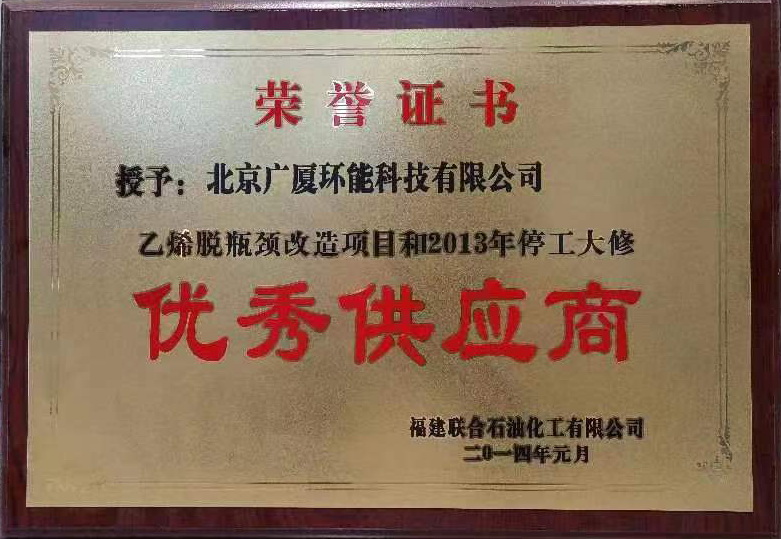 荣誉证书
授予：北京广厦环能科技有限公司
乙烯脱瓶颈改造项目和2013年停工大修
优秀供应商
福建联合石油化工有限公司
二0一四年元月